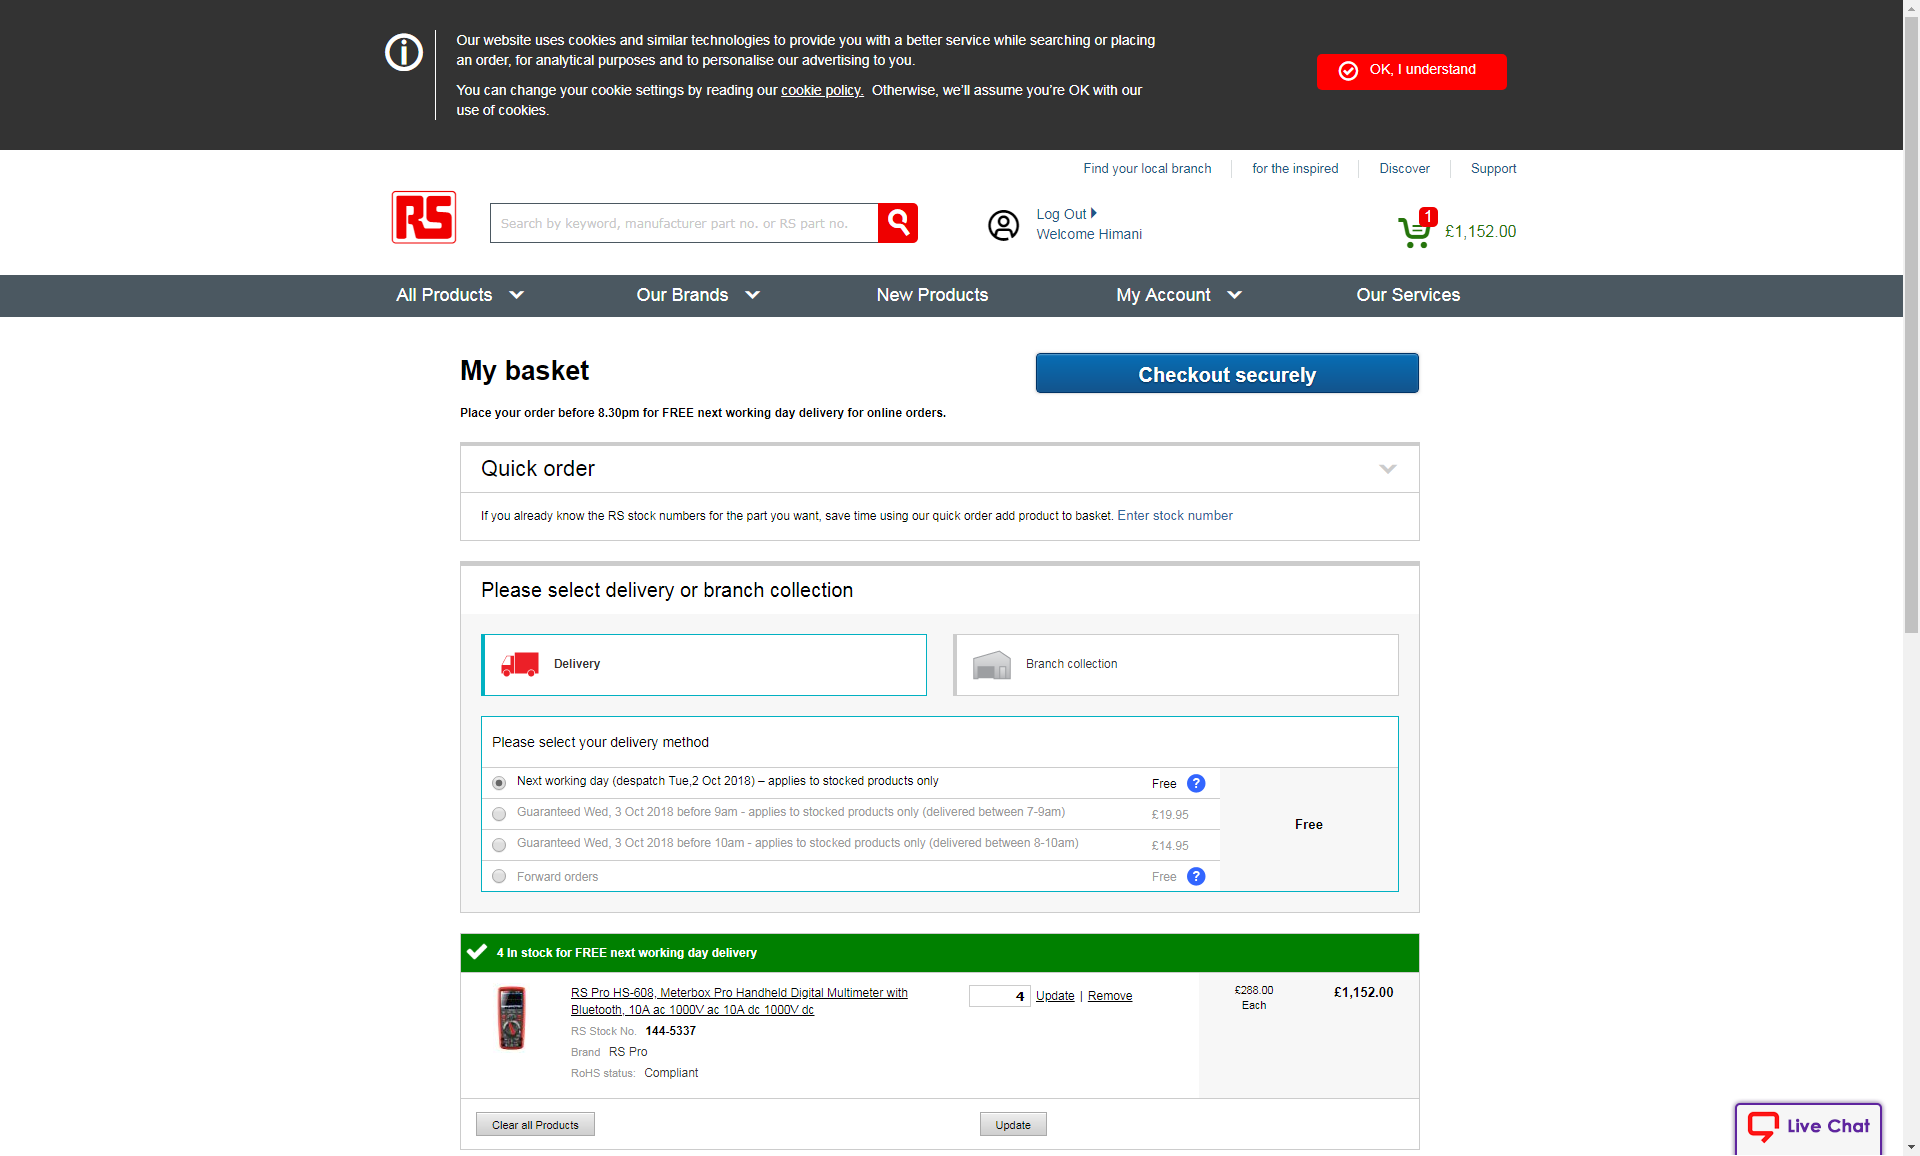 Our website uses cookies and similar technologies to provide you with a better service while searching or placing
an order, for analytical purposes and to personalise our advertising to you.
You can change your cookie settings by reading our cookie policy. Otherwise, we'll assume you're OK with our
use of cookies.
OK, I understand
Find your local branch
for the inspired
Discover
Support
RS
Search by keyword, manufacturer part no. or RS part no.
Log Out
Welcome Himani
1
£1,152.00
All Products
Our Brands
New Products
My Account
Our Services
My basket
Checkout securely
Place your order before 8.30pm for FREE next working day delivery for online orders.
Quick order
If you already know the RS stock numbers for the part you want, save time using our quick order add product to basket. Enter stock number
Please select delivery or branch collection
Delivery
Branch collection
Please select your delivery method
Next working day (despatch Tue,2 Oct 2018) – applies to stocked products only
Free ?
Guaranteed Wed, 3 Oct 2018 before 9am - applies to stocked products only (delivered between 7-9am)
£19.95
Guaranteed Wed, 3 Oct 2018 before 10am - applies to stocked products only (delivered between 8-10am)
£14.95
Forward orders
Free ?
Free
4 In stock for FREE next working day delivery
RS Pro HS-608, Meterbox Pro Handheld Digital Multimeter with
Bluetooth, 10A ac 1000V ac 10A dc 1000V dc
RS Stock No. 144-5337
Brand RS Pro
RoHS status: Compliant
4 Update | Remove
£288.00
Each
£1,152.00
Clear all Products
Update
Live Chat